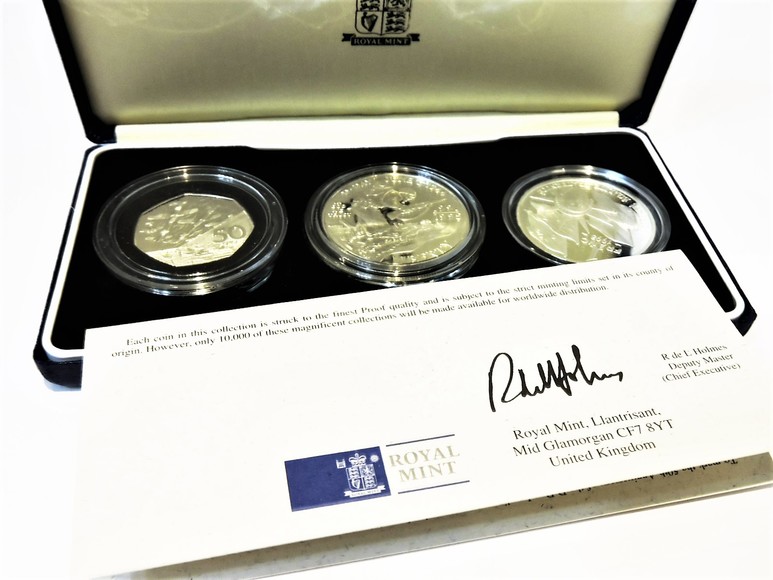 ROYAL MINT
50
Each coin in this collection is struck to the finest Proof quality and is subject to the strict minting limits set in its county of
origin. However, only 10,000 of these magnificent collections will be made available for worldwide distribution.
R de L Holmes
Deputy Master
(Chief Executive)
Royal Mint, Llantrisant,
Mid Glamorgan CF7 8YT
United Kingdom
ROYAL
MINT